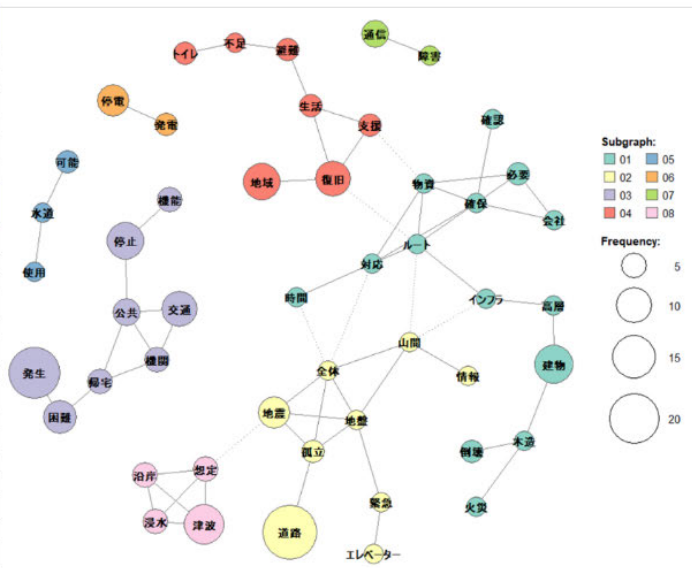 通信
障害
トイレ
不足
避難
停電
発電
生活
支援
確認
可能
地域
復旧
物資
必要
水道
機能
確保
会社
使用
停止
ルート
対応
時間
インフラ
高層
公共
交通
山間
発生
帰宅
機関
全体
情報
建物
困難
地震
地盤
孤立
倒壊
木造
沿岸
想定
火災
浸水
津波
道路
緊急
エレベーター
Subgraph:
01 05
02 06
03 07
04 08
Frequency:
5
10
15
20